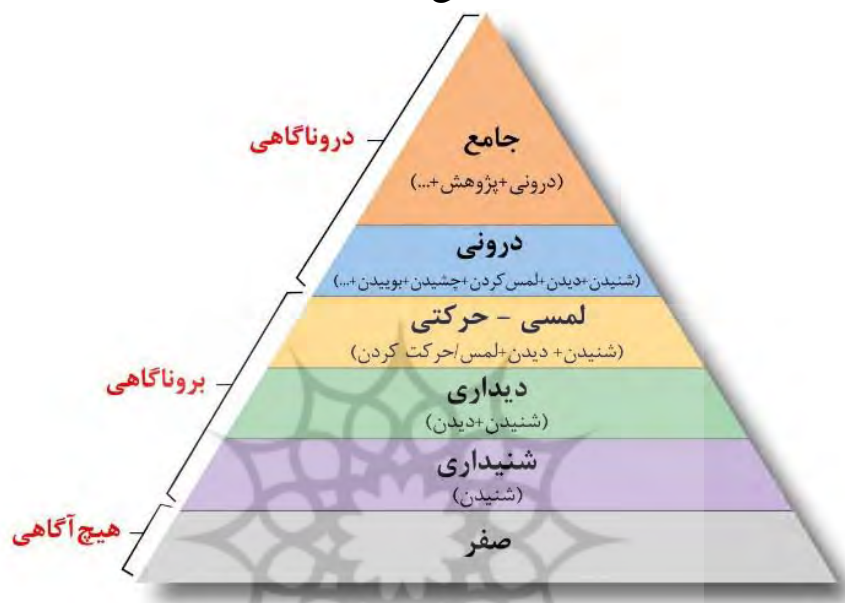 جامع
(درونی+پژوهش+...)
درونی
(شنیدن+دیدن+لمس‌کردن+چشیدن+بوییدن+...)
لمسی - حرکتی
(شنیدن+ دیدن+لمس/حرکت کردن)
دیداری
(شنیدن+دیدن)
شنیداری
(شنیدن)
صفر
دروناگاهی
بروناگاهی
هیچ‌آگاهی